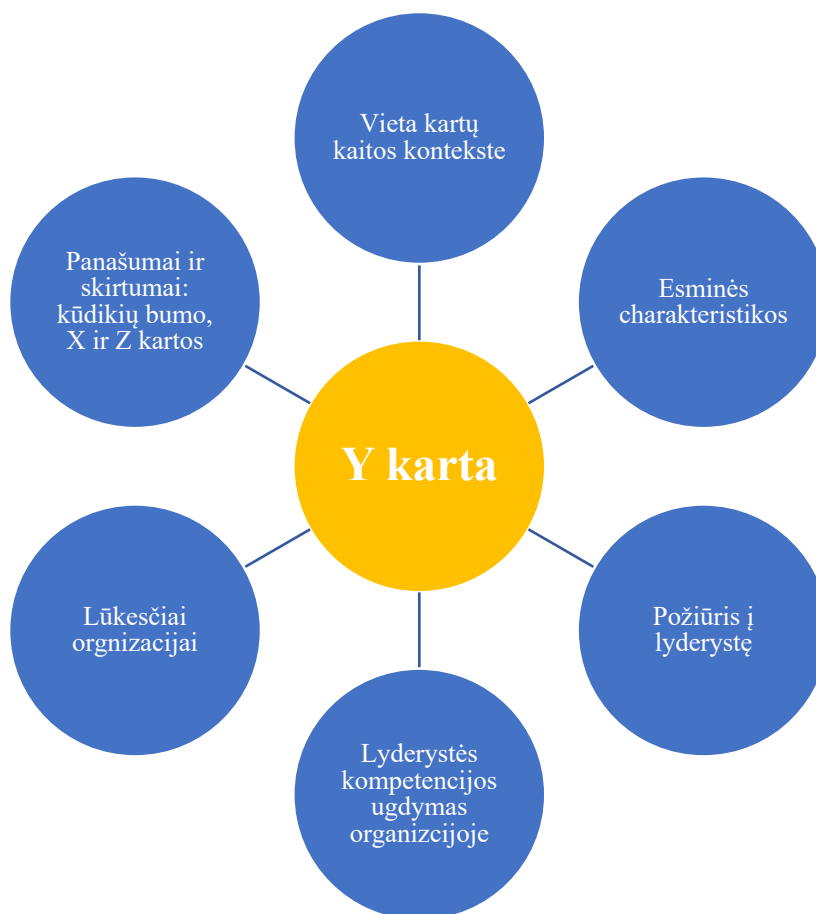 Vieta kartų
kaitos kontekste
Esminės
charakteristikos
Požiūris į
lyderystę
Lyderystės
kompetencijos
ugdymas
organizcijoje
Lūkesčiai
orgnizacijai
Panašumai ir
skirtumai:
kūdikių bumo,
X ir Z kartos
Y karta